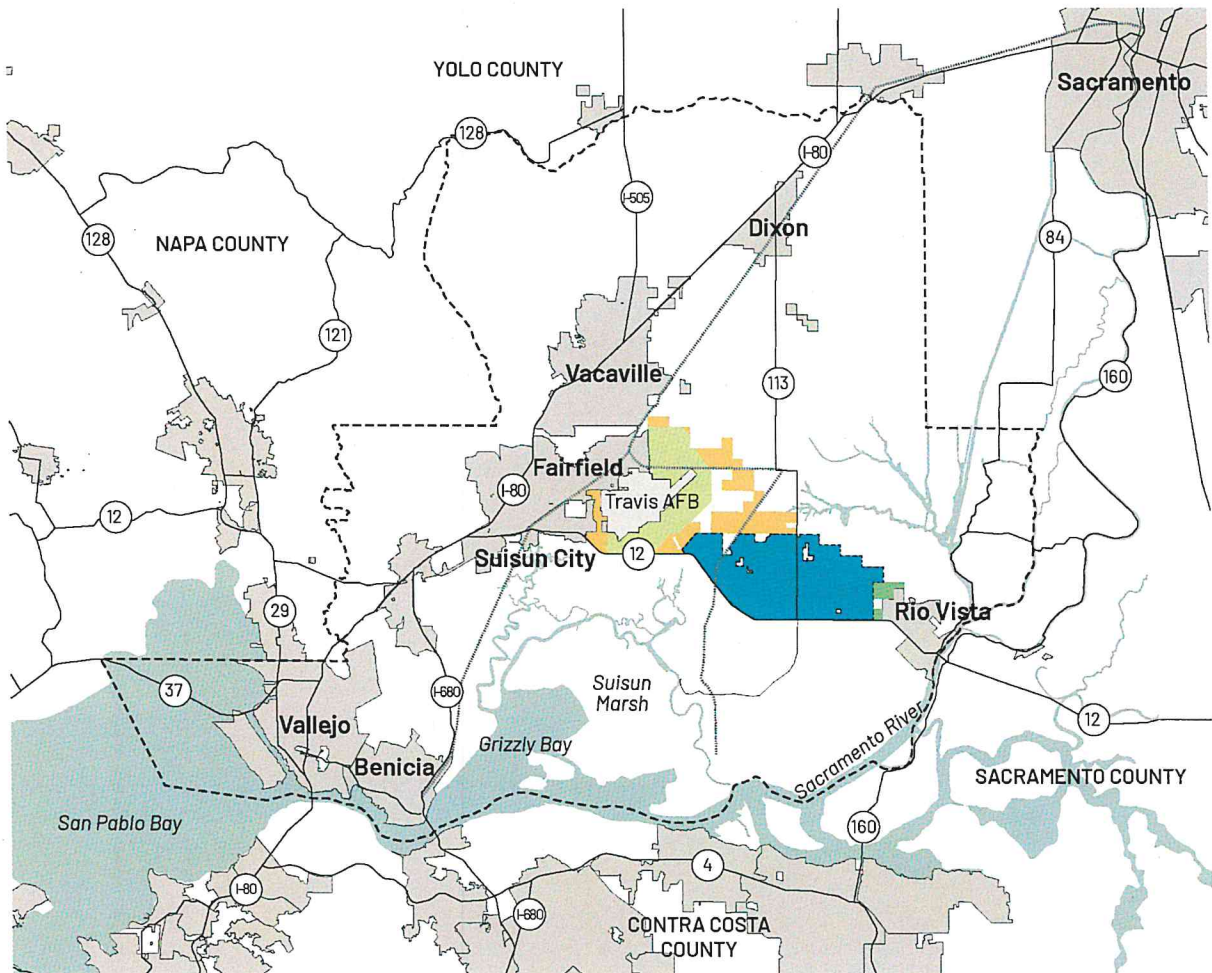 YOLO COUNTY
Sacramento
128
I-80
I-505
Dixon
128
NAPA COUNTY
84
121
Vacaville
113
160
Fairfield
I-80
Travis AFB
12
Suisun City
12
29
Rio Vista
37
I-680
Suisun
Marsh
Vallejo
12
Grizzly Bay
Benicia
Sacramento River
SACRAMENTO COUNTY
San Pablo Bay
160
4
I-80
I-680
CONTRA COSTA
COUNTY